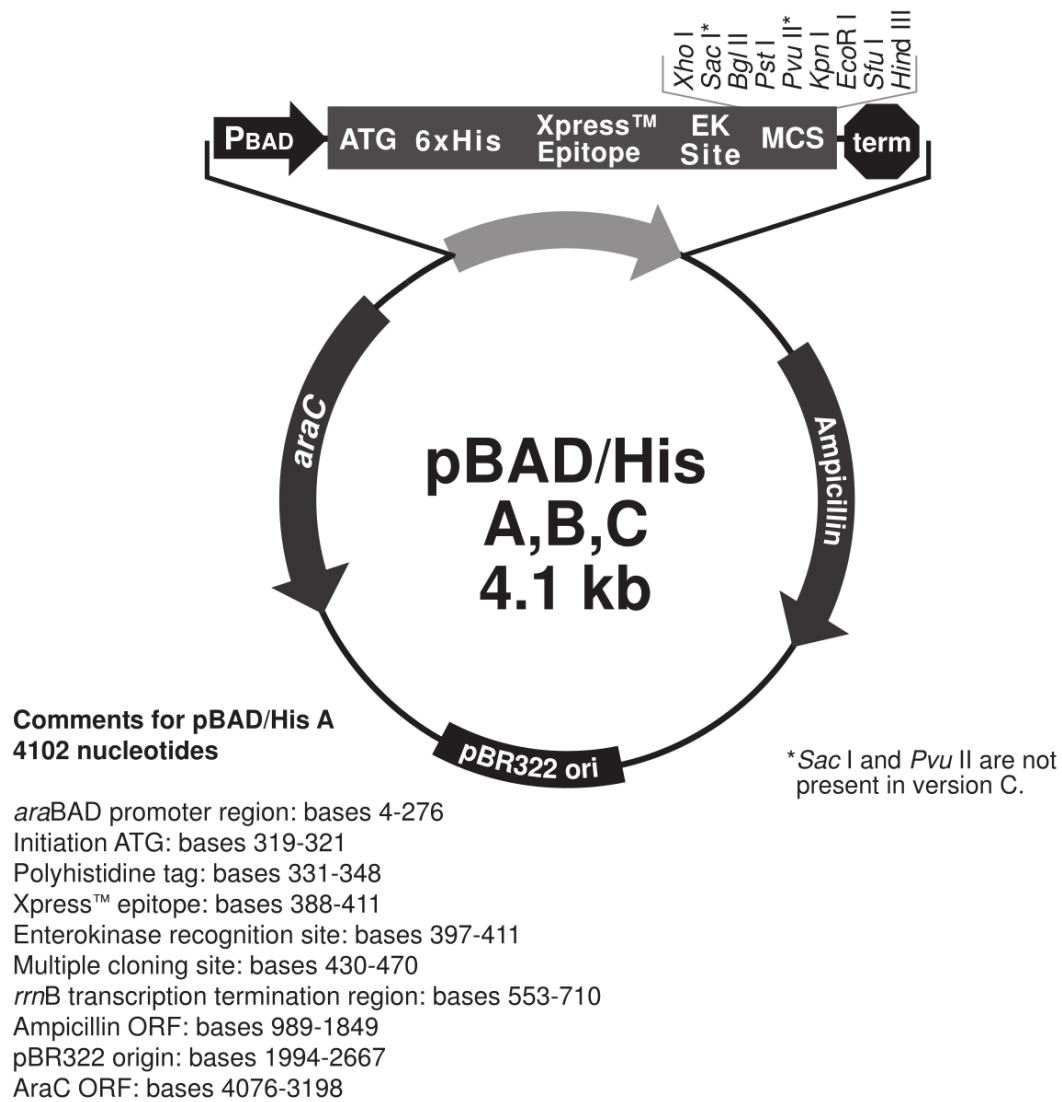 Xho I
Sac I*
Bgl II
Pst I
Pvu II*
Kpn I
EcoR I
Sfu I
Hind III
PBAD
ATG
6xHis
Xpress™
Epitope
EK
Site
MCS
term
araC
Ampicillin
pBAD/His
A,B,C
4.1 kb
pBR322 ori
Comments for pBAD/His A
4102 nucleotides
*Sac I and Pvu II are not
present in version C.
araBAD promoter region: bases 4-276
Initiation ATG: bases 319-321
Polyhistidine tag: bases 331-348
Xpress™ epitope: bases 388-411
Enterokinase recognition site: bases 397-411
Multiple cloning site: bases 430-470
rrnB transcription termination region: bases 553-710
Ampicillin ORF: bases 989-1849
pBR322 origin: bases 1994-2667
AraC ORF: bases 4076-3198